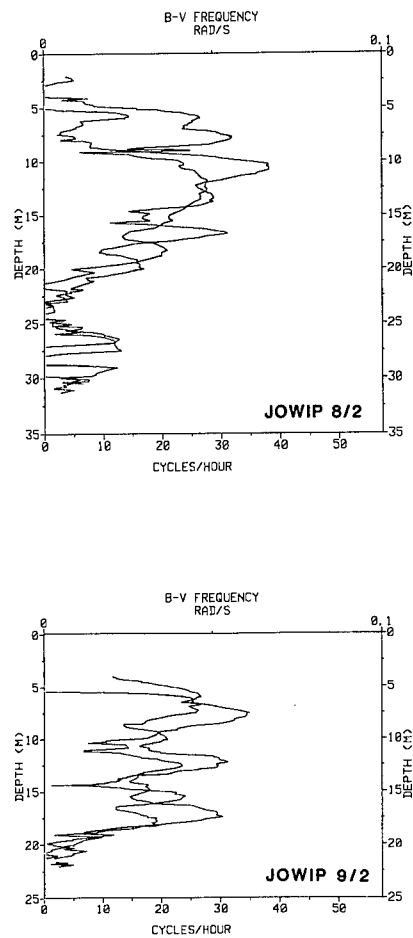 B-V FREQUENCY
RAD/S
0 0.1
0 0
5 5
10 10
15 15
20 20
25 25
30 30
35 35
DEPTH (M)
DEPTH (M)
JOWIP 8/2
0 10 20 30 40 50
CYCLES/HOUR
B-V FREQUENCY
RAD/S
0 0.1
0 0
5 5
10 10
15 15
20 20
25 25
DEPTH (M)
DEPTH (M)
JOWIP 9/2
0 10 20 30 40 50
CYCLES/HOUR